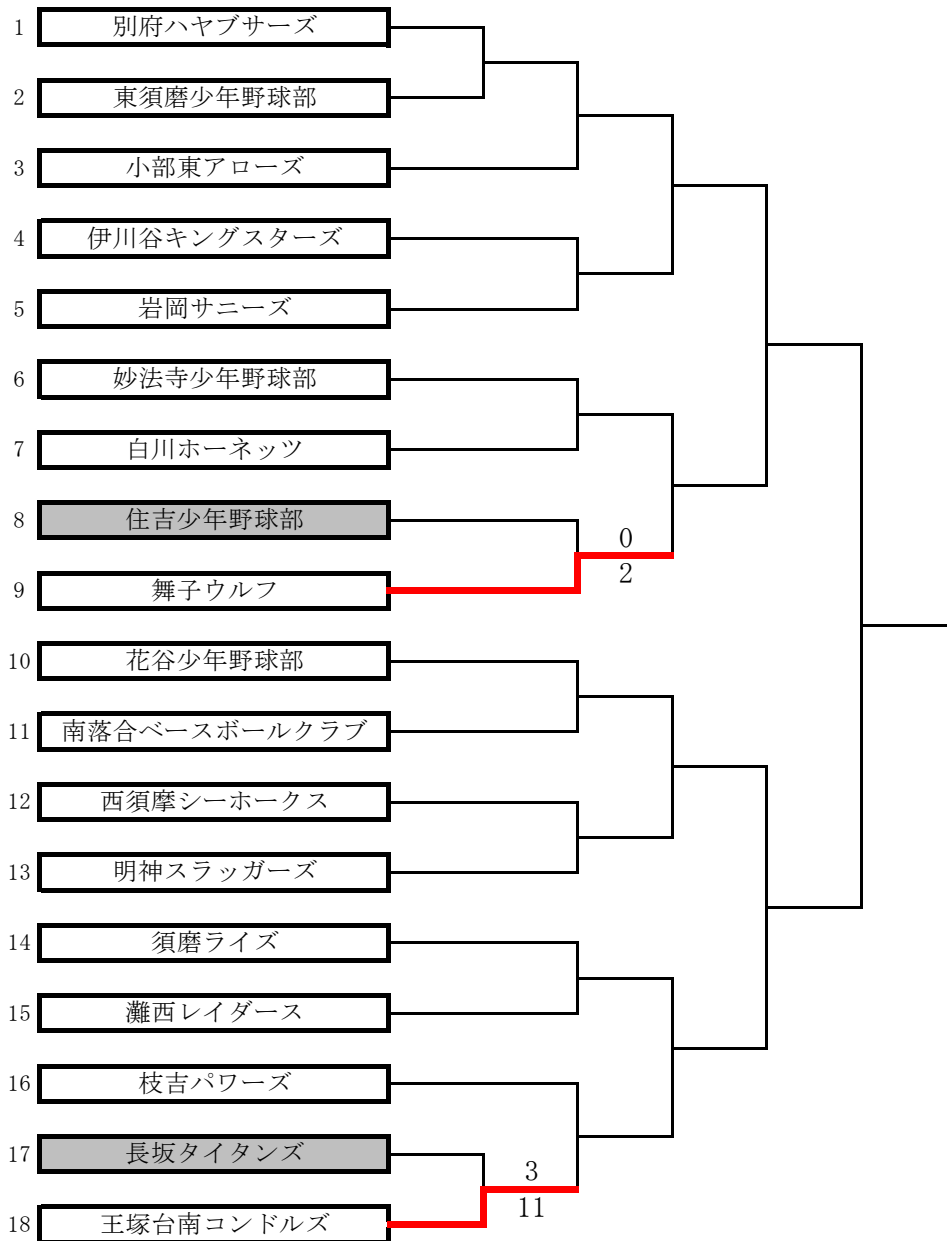 1 別府ハヤブサーズ
2 東須磨少年野球部
3 小部東アローズ
4 伊川谷キングスターズ
5 岩岡サニーズ
6 妙法寺少年野球部
7 白川ホーネッツ
8 住吉少年野球部
0
2
9 舞子ウルフ
10 花谷少年野球部
11 南落合ベースボールクラブ
12 西須摩シーホークス
13 明神スラッガーズ
14 須磨ライズ
15 灘西レイダース
16 枝吉パワーズ
17 長坂タイタンズ
3
11
18 王塚台南コンドルズ